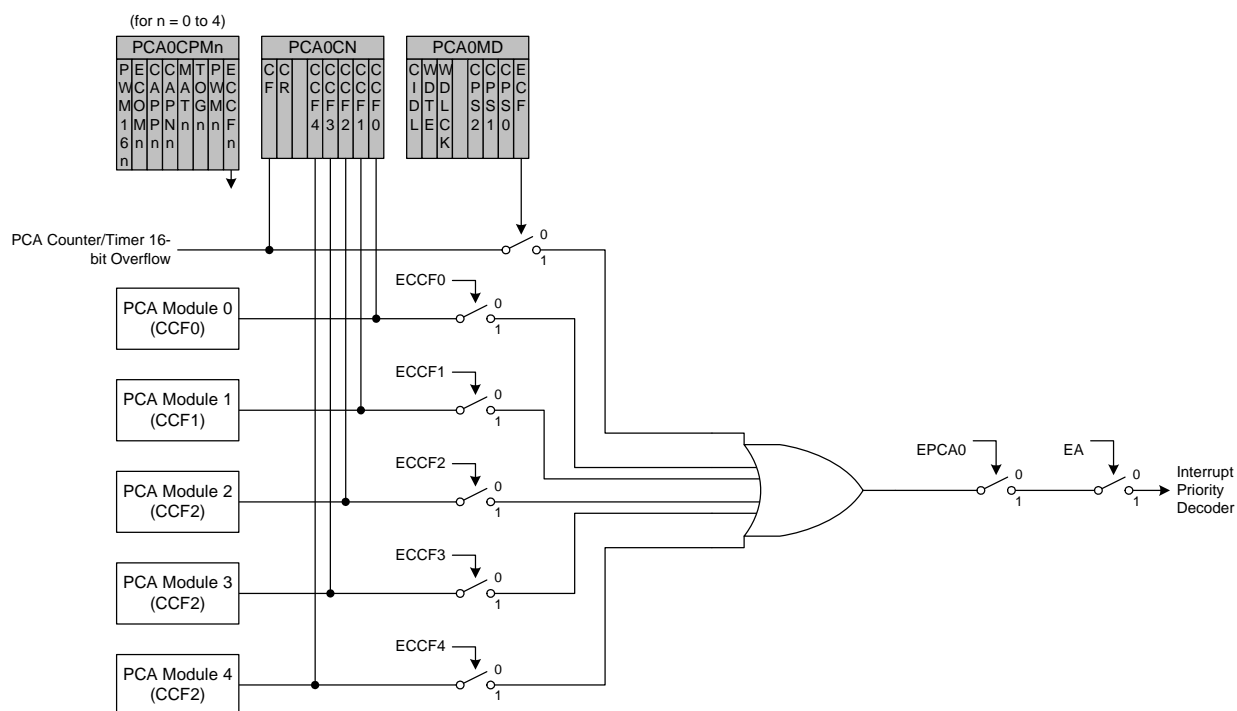 (for n = 0 to 4)
PCA0CPMn
PWM16n
ECOMn
CAPPn
CAPNn
MATn
TOGn
PWMn
ECCFn
PCA0CN
CF
CR
CCF4
CCF3
CCF2
CCF1
CCF0
PCA0MD
CIDL
WDTE
WDLCK
CPS2
CPS1
CPS0
ECF
PCA Counter/Timer 16-
bit Overflow
0
1
PCA Module 0
(CCF0)
ECCF0
0
1
PCA Module 1
(CCF1)
ECCF1
0
1
PCA Module 2
(CCF2)
ECCF2
0
1
PCA Module 3
(CCF2)
ECCF3
0
1
PCA Module 4
(CCF2)
ECCF4
0
1
EPCA0
0
1
EA
0
1
Interrupt
Priority
Decoder